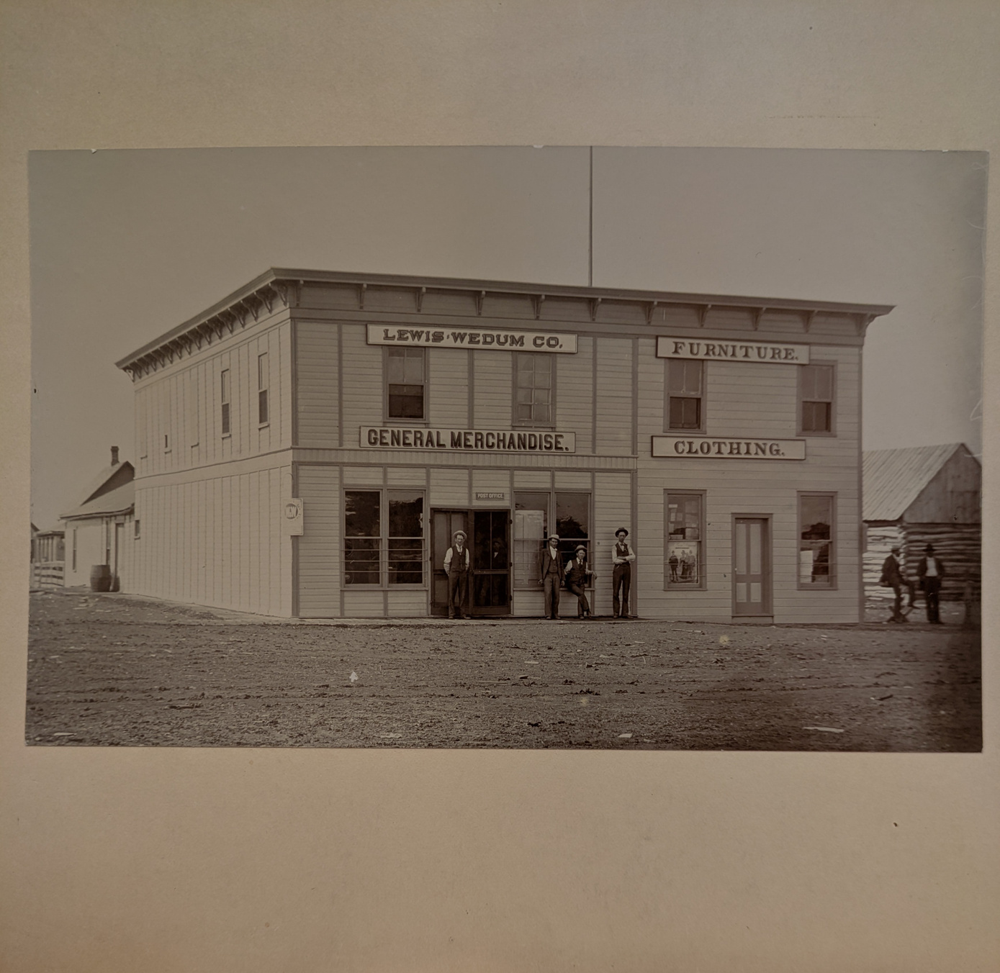 LEWIS-WEDUM CO.
FURNITURE.
GENERAL MERCHANDISE.
CLOTHING.
POST OFFICE